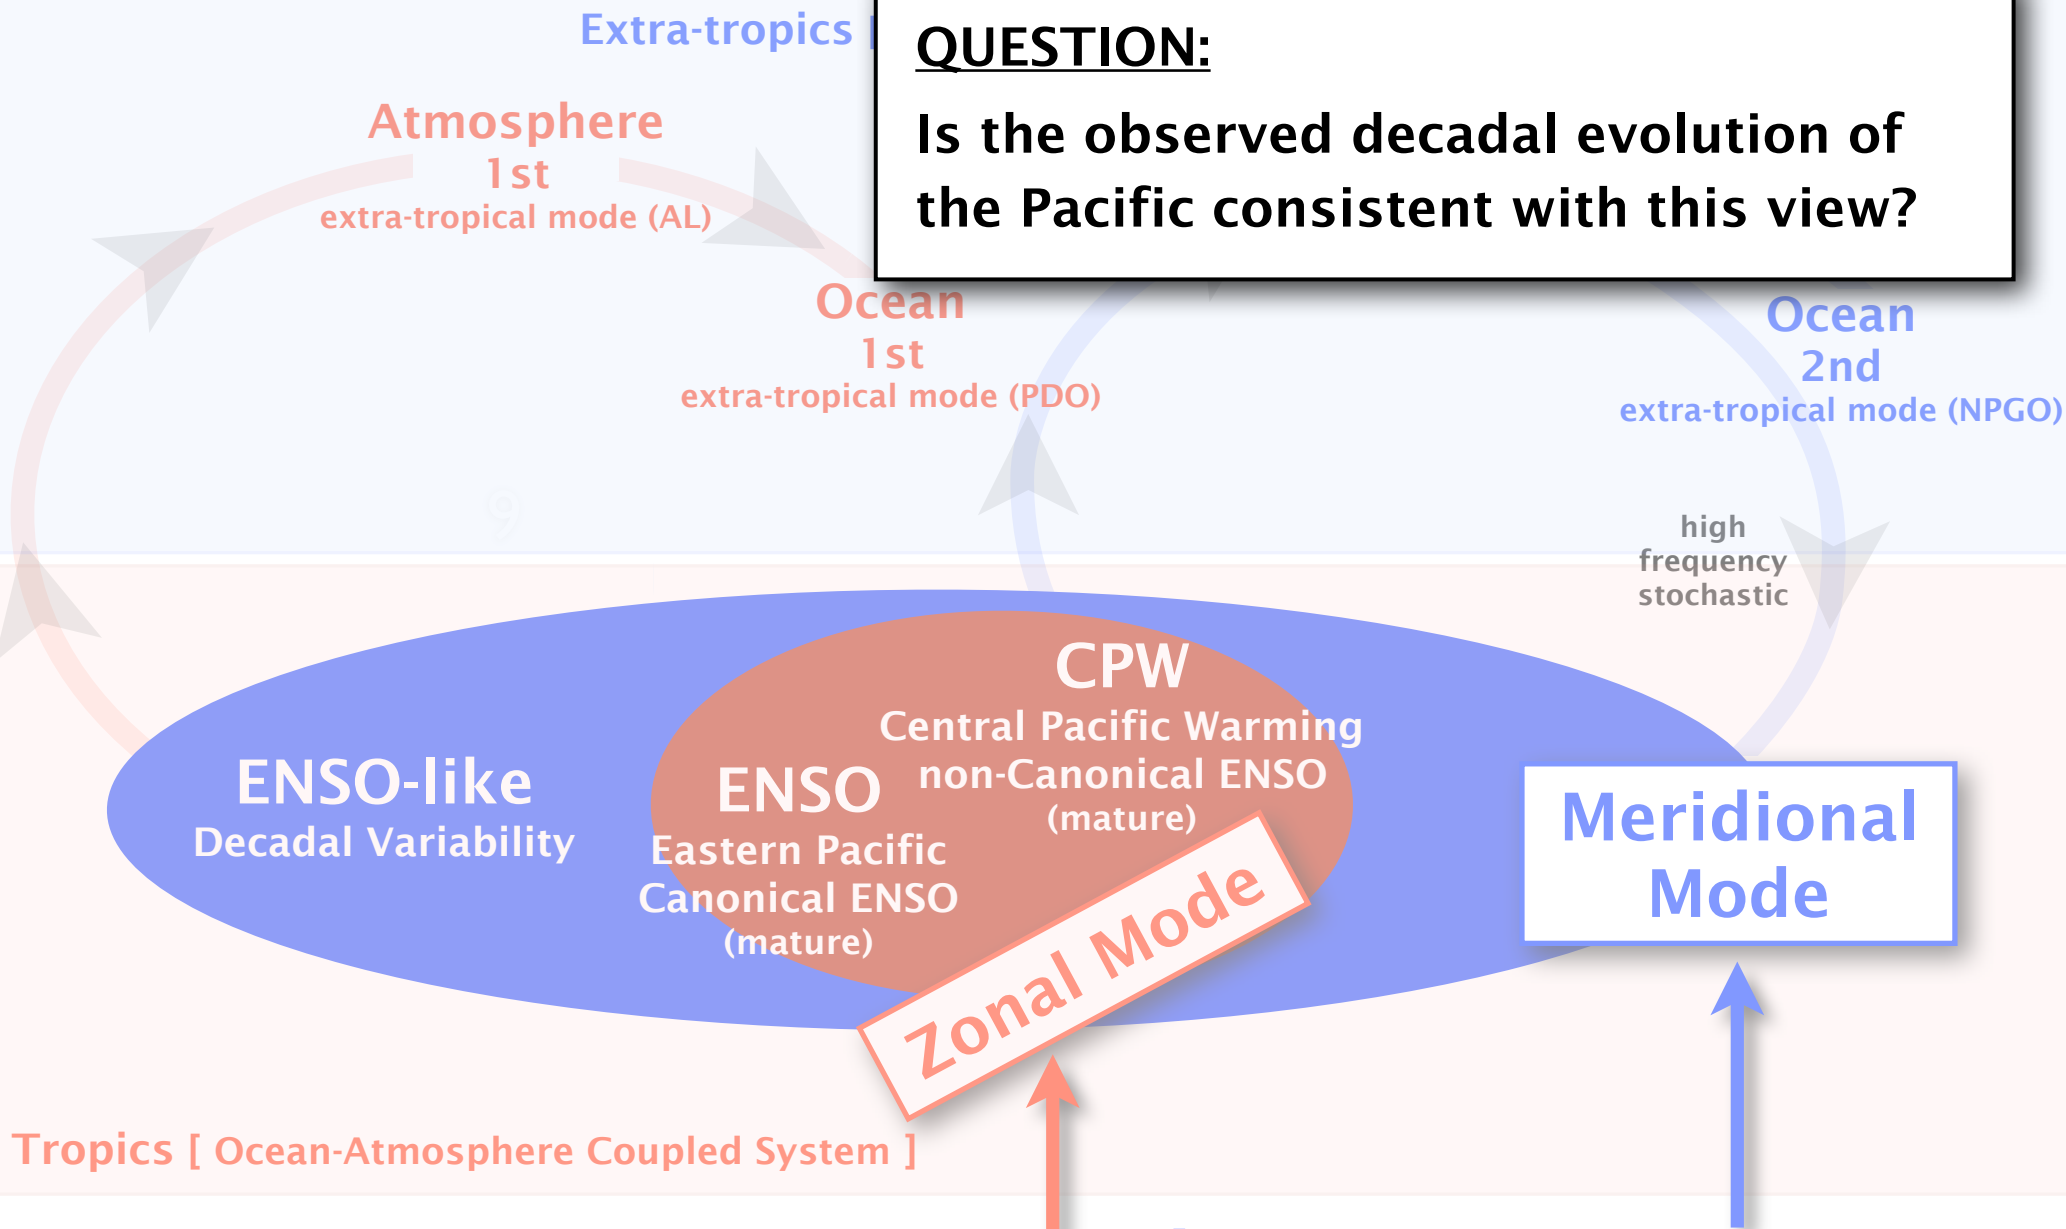 Extra-tropics [
QUESTION:
Is the observed decadal evolution of
the Pacific consistent with this view?
Atmosphere
1st
extra-tropical mode (AL)
Ocean
1st
extra-tropical mode (PDO)
Ocean
2nd
extra-tropical mode (NPGO)
9
high
frequency
stochastic
CPW
Central Pacific Warming
non-Canonical ENSO
(mature)
ENSO-like
Decadal Variability
ENSO
Eastern Pacific
Canonical ENSO
(mature)
Zonal Mode
Meridional
Mode
Tropics [ Ocean-Atmosphere Coupled System ]